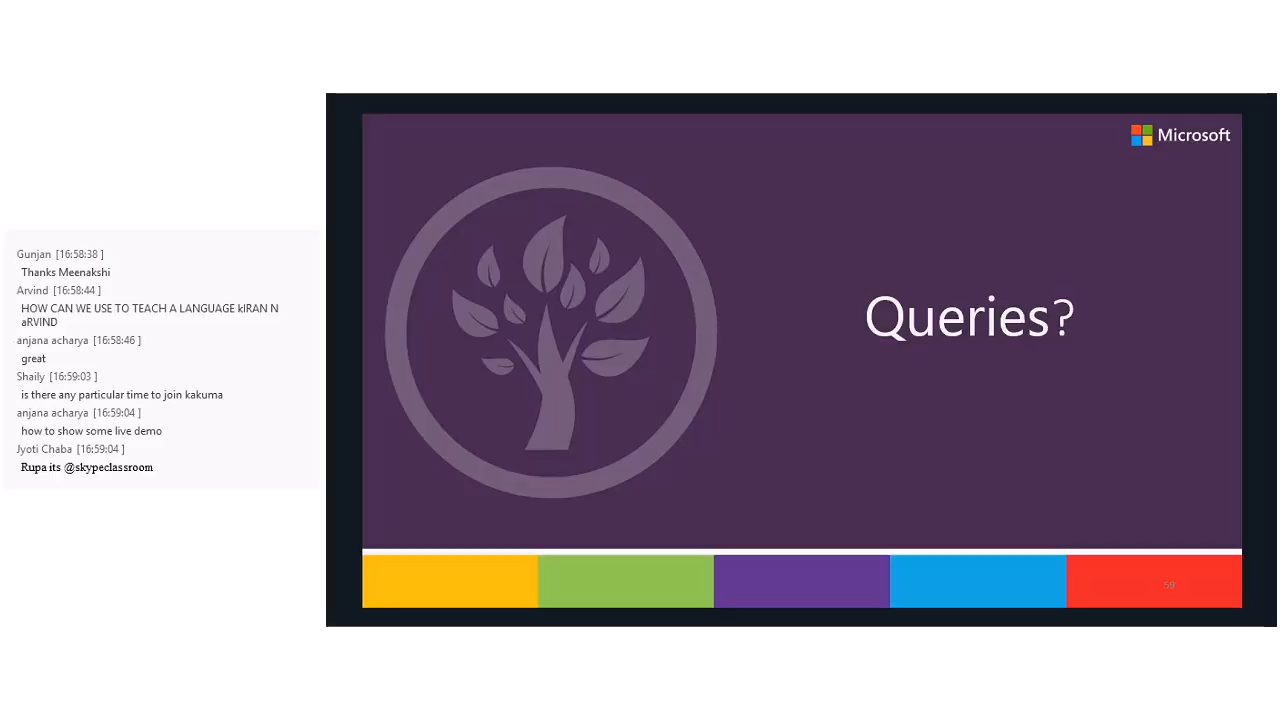 Gunjan [16:58:38 ]
Thanks Meenakshi
Arvind [16:58:44 ]
HOW CAN WE USE TO TEACH A LANGUAGE kIRAN N
aRVIND
anjana acharya [16:58:46 ]
great
Shaily [16:59:03 ]
is there any particular time to join kakuma
anjana acharya [16:59:04 ]
how to show some live demo
Jyoti Chaba [16:59:04 ]
Rupa its @skypeclassroom
Microsoft
Queries?
59